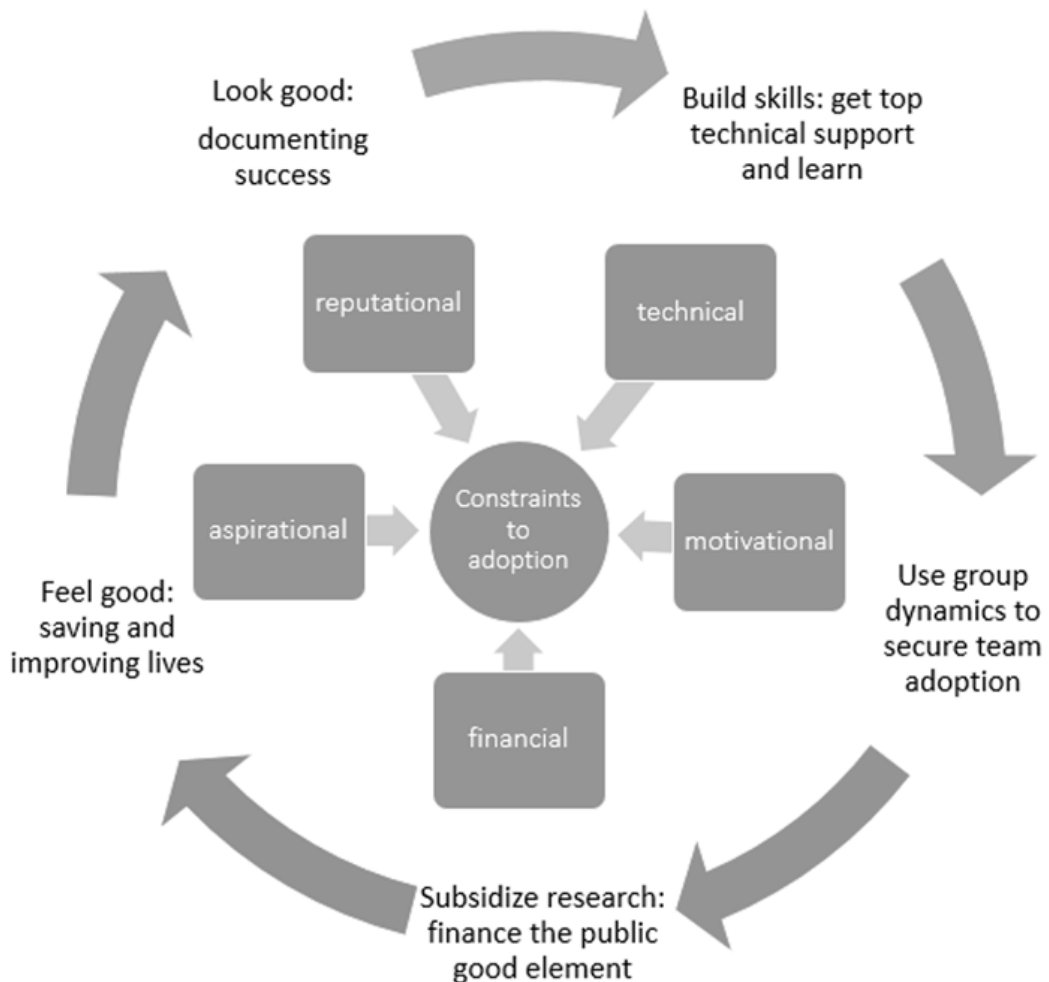 Look good:
documenting
success
Build skills: get top
technical support
and learn
reputational
technical
aspirational
Constraints
to
adoption
motivational
Feel good:
saving and
improving lives
Use group
dynamics to
secure team
adoption
financial
Subsidize research:
finance the public
good element